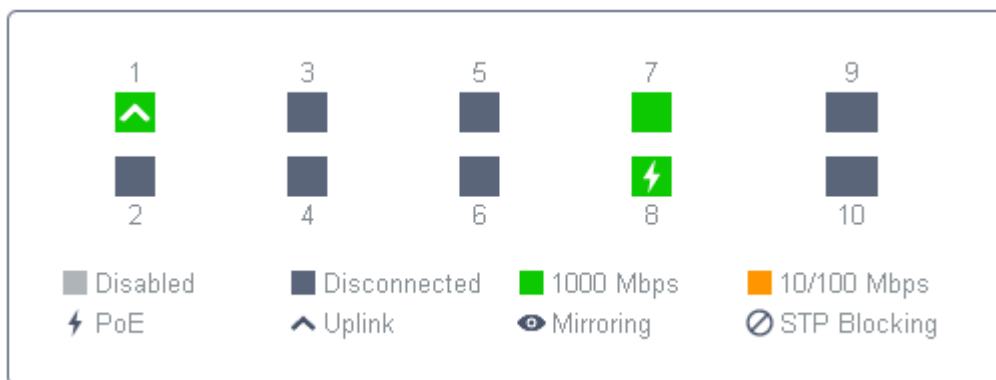 1 3 5 7 9
2 4 6 8 10
Disabled Disconnected 1000 Mbps 10/100 Mbps
PoE Uplink Mirroring STP Blocking